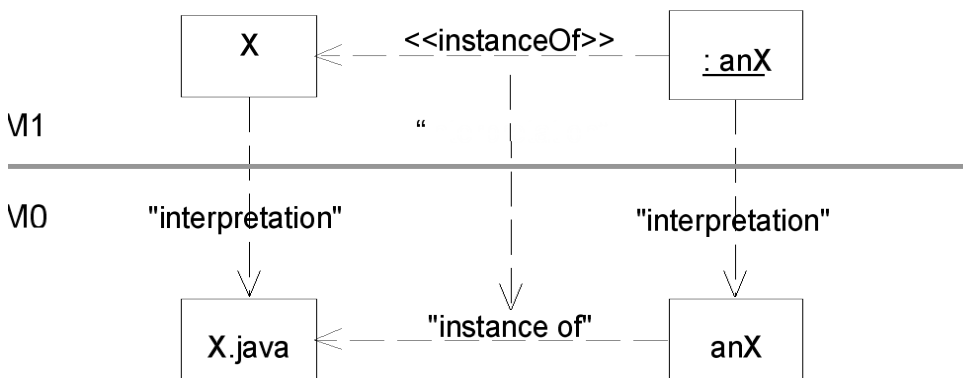 X
<<instanceOf>>
: anX
M1
“
M0
"interpretation"
"interpretation"
X.java
"instance of"
anX